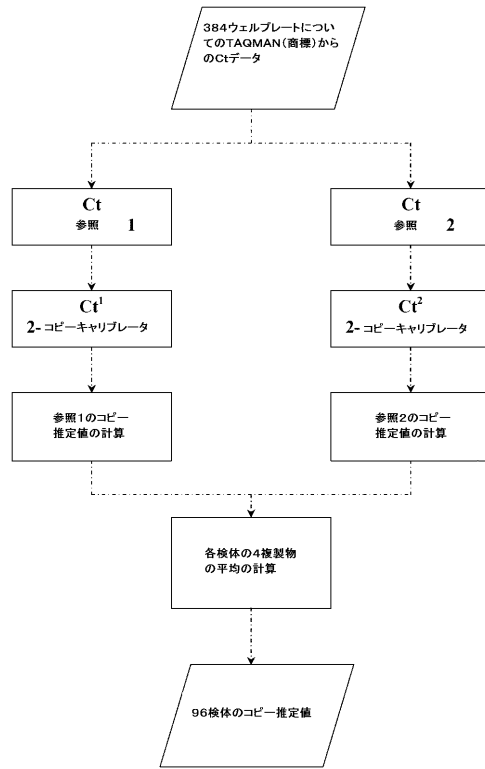 384ウェルプレートについ
てのTAQMAN(商標)から
のCtデータ
Ct
参照 1
Ct
参照 2
Ct¹
2-コピーキャリブレータ
Ct²
2-コピーキャリブレータ
参照1のコピー
推定値の計算
参照2のコピー
推定値の計算
各検体の4複製物
の平均の計算
96検体のコピー推定値